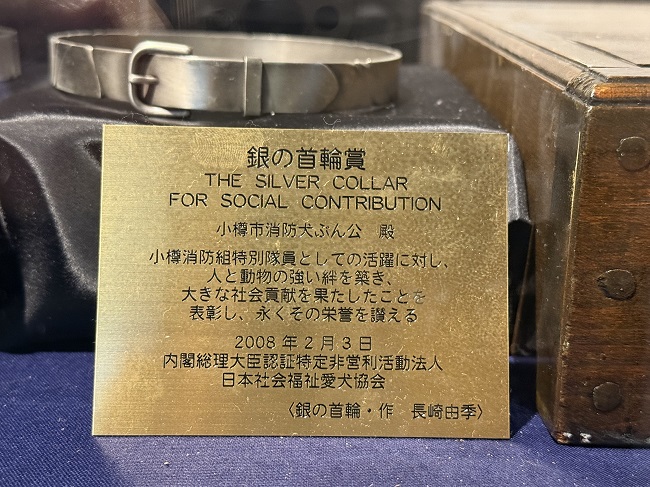 銀の首輪賞
THE SILVER COLLAR
FOR SOCIAL CONTRIBUTION
小樽市消防犬ぶん公 殿
小樽消防組特別隊員としての活躍に対し、
人と動物の強い絆を築き、
大きな社会貢献を果たしたことを
表彰し、永くその栄誉を讃える
2008年2月3日
内閣総理大臣認証特定非営利活動法人
日本社会福祉愛犬協会
〈銀の首輪・作 長崎由季〉